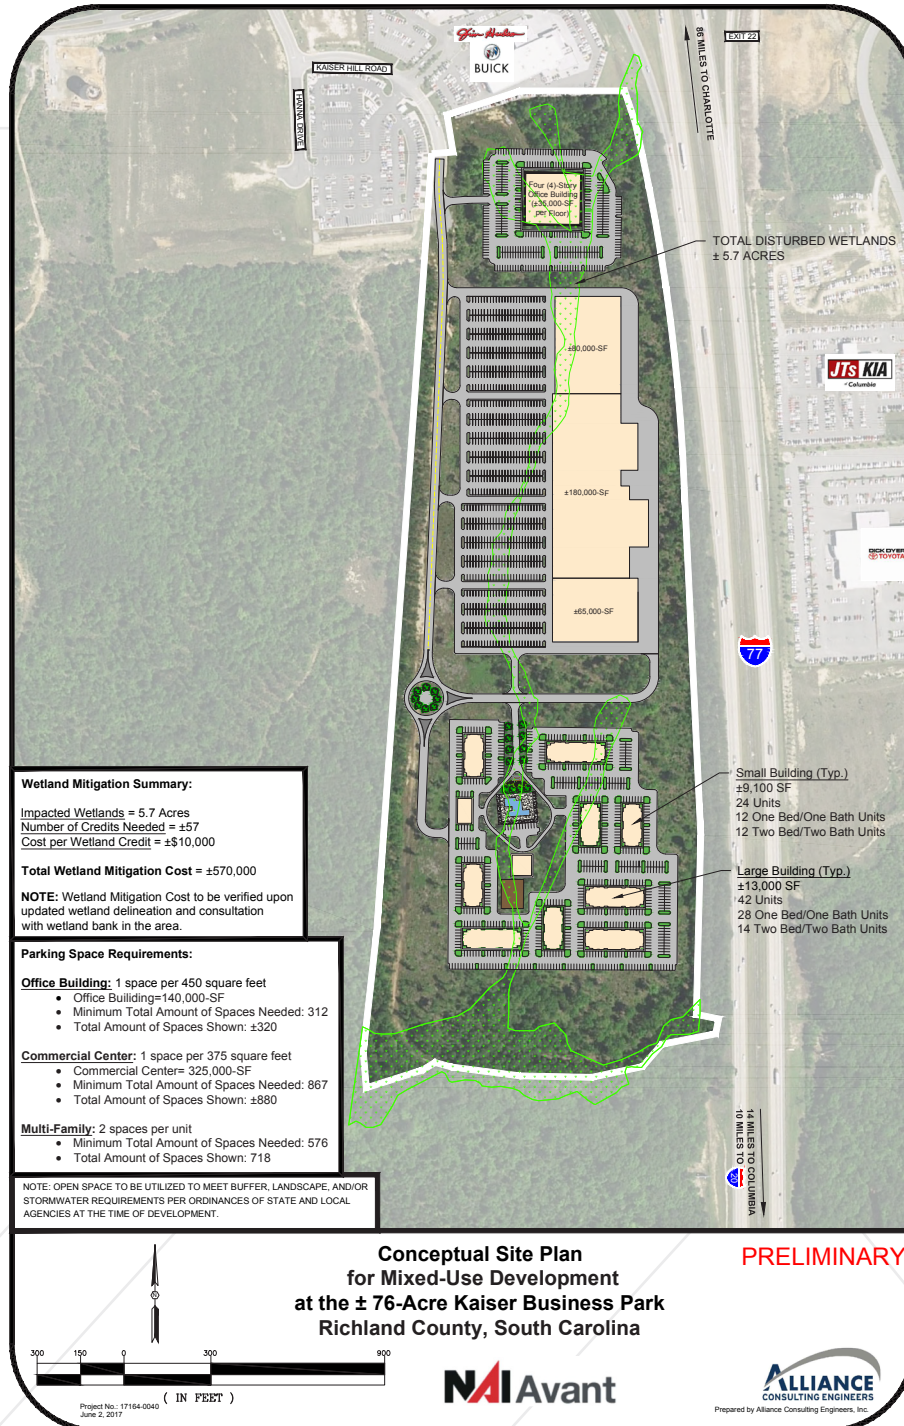 Jim Hudson
BUICK
EXIT 22
86 MILES TO CHARLOTTE
KAISER HILL ROAD
HANNA DRIVE
Four (4)-Story
Office Building
(±35,000-SF
per Floor)
TOTAL DISTURBED WETLANDS
± 5.7 ACRES
±80,000-SF
JTs KIA
of Columbia
±180,000-SF
DICK DYER
TOYOTA
±65,000-SF
77
Small Building (Typ.)
±9,100 SF
24 Units
12 One Bed/One Bath Units
12 Two Bed/Two Bath Units
Large Building (Typ.)
±13,000 SF
42 Units
28 One Bed/One Bath Units
14 Two Bed/Two Bath Units
Wetland Mitigation Summary:
Impacted Wetlands = 5.7 Acres
Number of Credits Needed = ±57
Cost per Wetland Credit = ±$10,000
Total Wetland Mitigation Cost = ±570,000
NOTE: Wetland Mitigation Cost to be verified upon
updated wetland delineation and consultation
with wetland bank in the area.
Parking Space Requirements:
Office Building: 1 space per 450 square feet
• Office Builiding=140,000-SF
• Minimum Total Amount of Spaces Needed: 312
• Total Amount of Spaces Shown: ±320
Commercial Center: 1 space per 375 square feet
• Commercial Center= 325,000-SF
• Minimum Total Amount of Spaces Needed: 867
• Total Amount of Spaces Shown: ±880
Multi-Family: 2 spaces per unit
• Minimum Total Amount of Spaces Needed: 576
• Total Amount of Spaces Shown: 718
NOTE: OPEN SPACE TO BE UTILIZED TO MEET BUFFER, LANDSCAPE, AND/OR
STORMWATER REQUIREMENTS PER ORDINANCES OF STATE AND LOCAL
AGENCIES AT THE TIME OF DEVELOPMENT.
14 MILES TO COLUMBIA
10 MILES TO
20
Conceptual Site Plan
for Mixed-Use Development
at the ± 76-Acre Kaiser Business Park
Richland County, South Carolina
PRELIMINARY
N
300 150 0 300 900
( IN FEET )
Project No.: 17164-0040
June 2, 2017
NAI Avant
ALLIANCE
CONSULTING ENGINEERS
Prepared by Alliance Consulting Engineers, Inc.